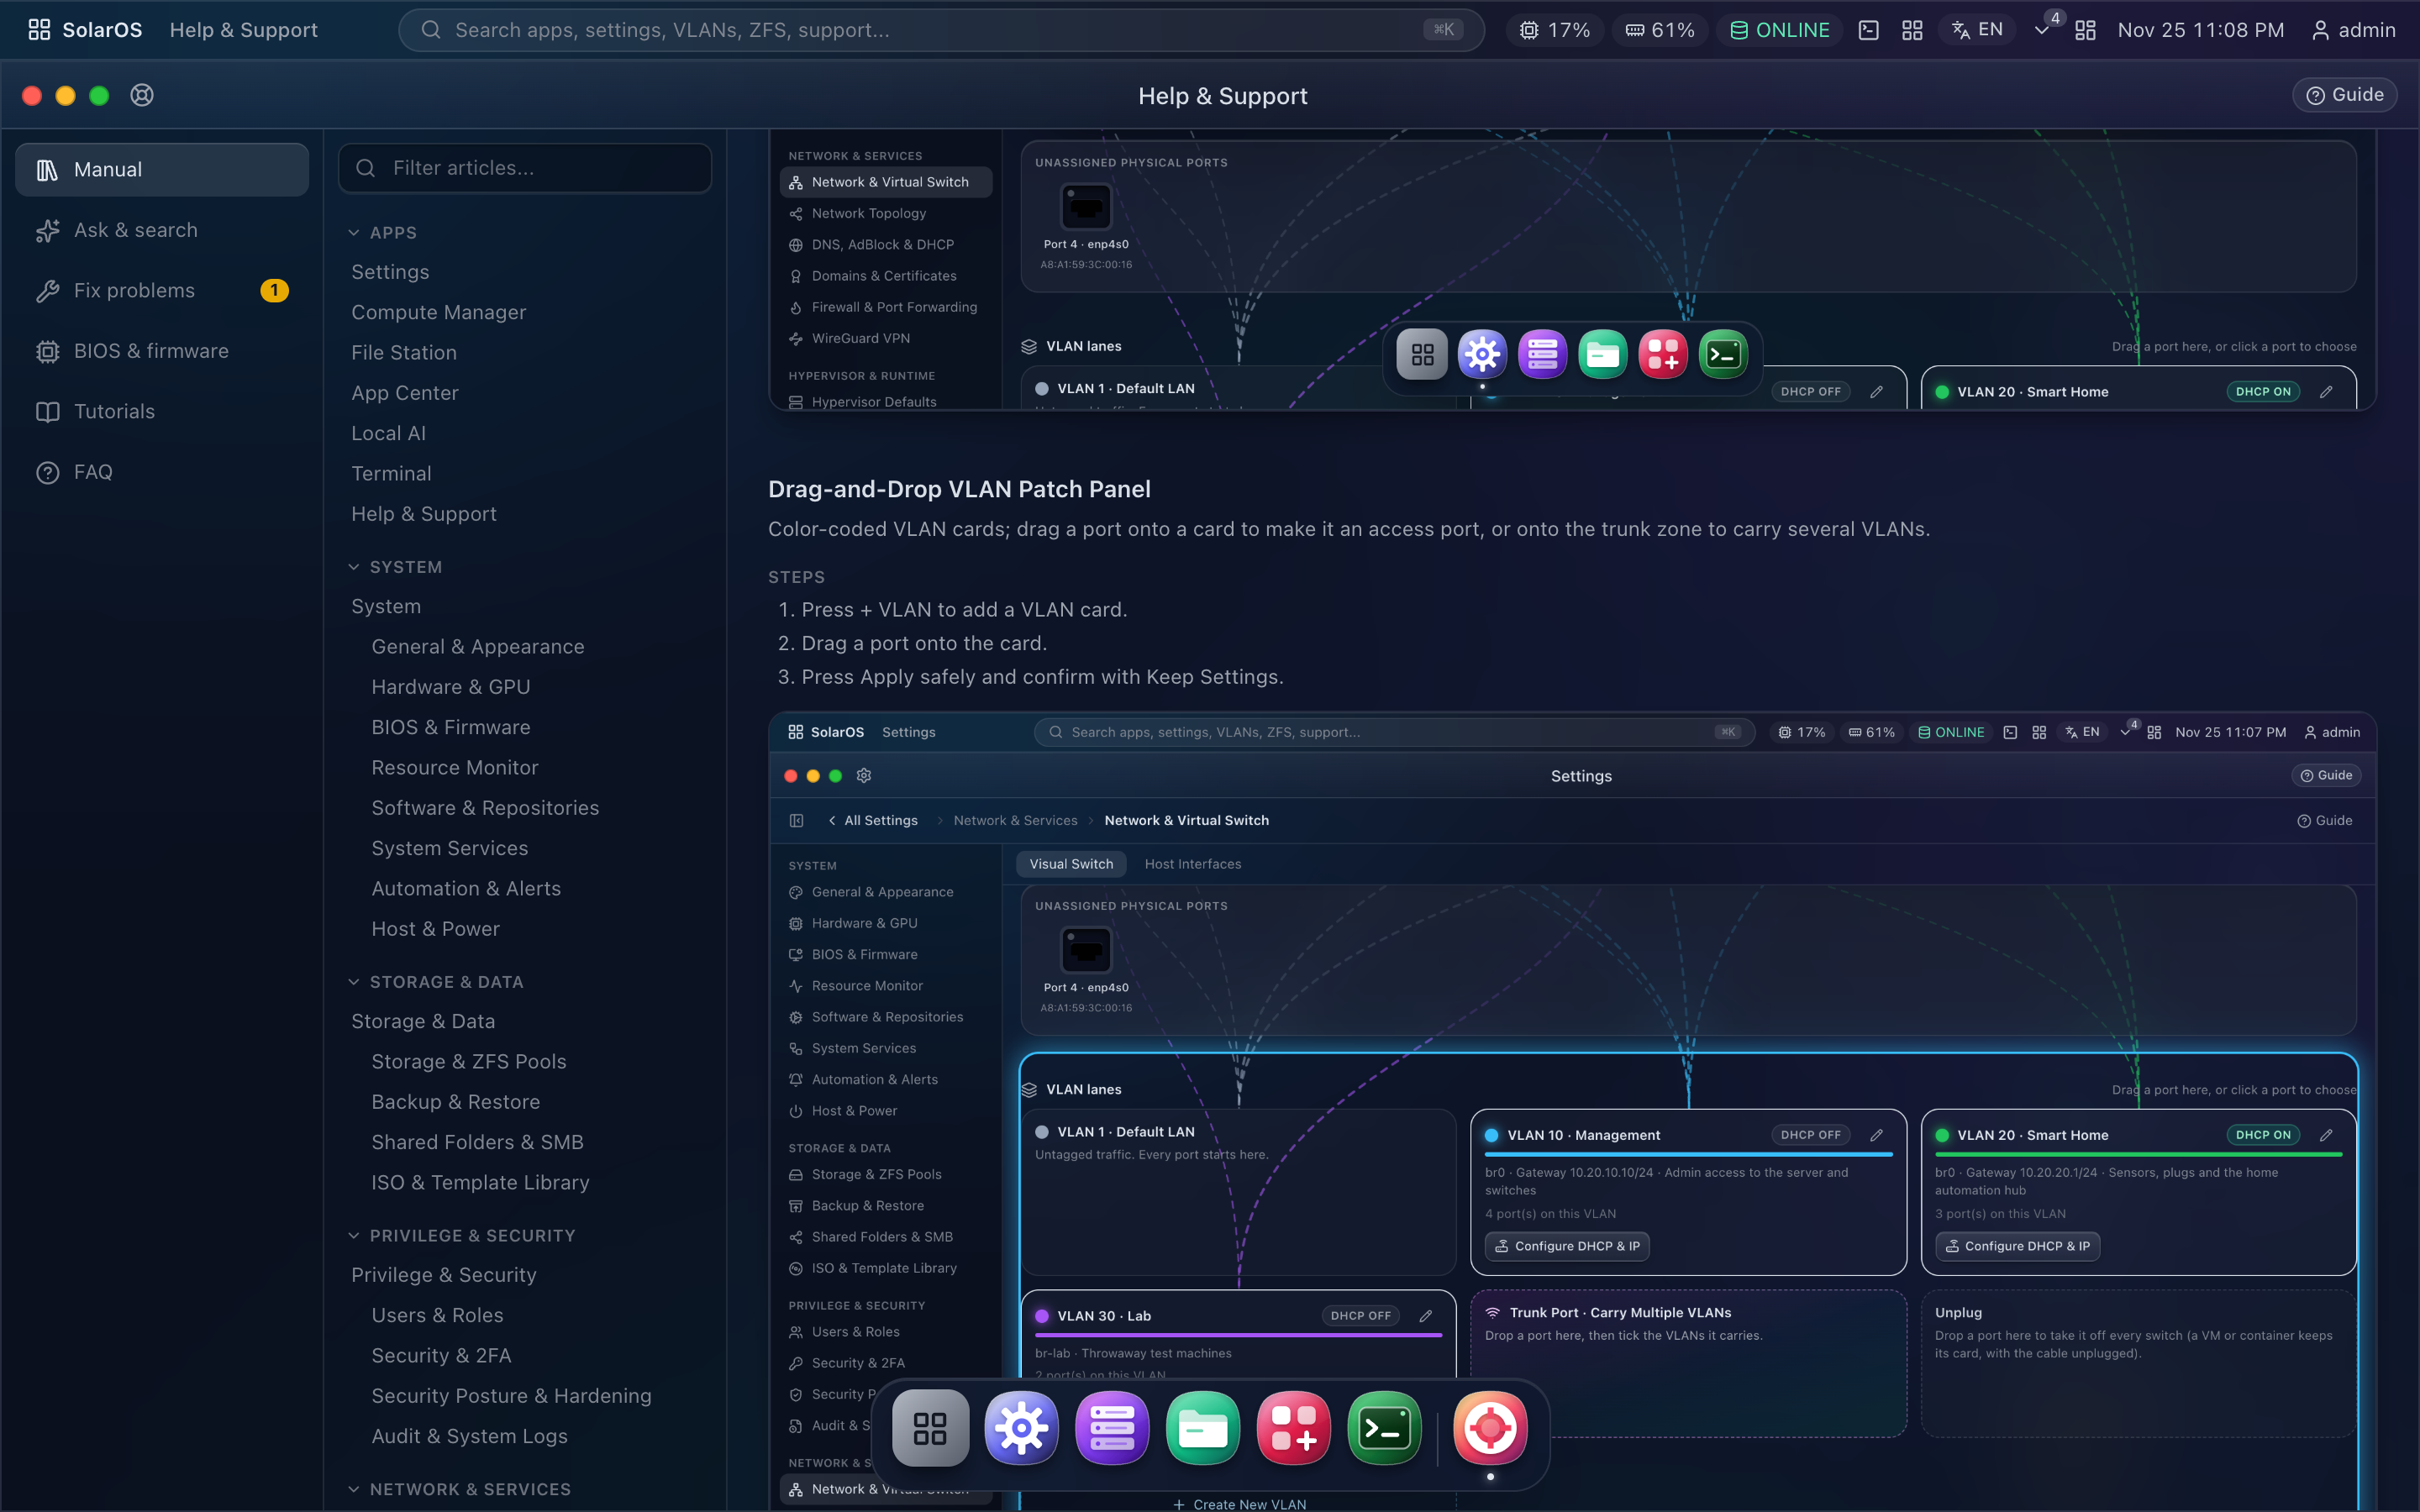 SolarOS Help & Support Search apps, settings, VLANs, ZFS, support... ⌘K 17% 61% ONLINE EN 4 Nov 25 11:08 PM admin
Help & Support Guide
Manual
Ask & search
Fix problems 1
BIOS & firmware
Tutorials
FAQ
Filter articles...
APPS
Settings
Compute Manager
File Station
App Center
Local AI
Terminal
Help & Support
SYSTEM
System
General & Appearance
Hardware & GPU
BIOS & Firmware
Resource Monitor
Software & Repositories
System Services
Automation & Alerts
Host & Power
STORAGE & DATA
Storage & Data
Storage & ZFS Pools
Backup & Restore
Shared Folders & SMB
ISO & Template Library
PRIVILEGE & SECURITY
Privilege & Security
Users & Roles
Security & 2FA
Security Posture & Hardening
Audit & System Logs
NETWORK & SERVICES
NETWORK & SERVICES
Network & Virtual Switch
Network Topology
DNS, AdBlock & DHCP
Domains & Certificates
Firewall & Port Forwarding
WireGuard VPN
HYPERVISOR & RUNTIME
Hypervisor Defaults
UNASSIGNED PHYSICAL PORTS
Port 4 · enp4s0
A8:A1:59:3C:00:16
VLAN lanes Drag a port here, or click a port to choose
VLAN 1 · Default LAN DHCP OFF VLAN 20 · Smart Home DHCP ON
Drag-and-Drop VLAN Patch Panel
Color-coded VLAN cards; drag a port onto a card to make it an access port, or onto the trunk zone to carry several VLANs.
STEPS
1. Press + VLAN to add a VLAN card.
2. Drag a port onto the card.
3. Press Apply safely and confirm with Keep Settings.
SolarOS Settings Search apps, settings, VLANs, ZFS, support... ⌘K 17% 61% ONLINE EN 4 Nov 25 11:07 PM admin
Settings Guide
All Settings Network & Services Network & Virtual Switch Guide
SYSTEM
General & Appearance
Hardware & GPU
BIOS & Firmware
Resource Monitor
Software & Repositories
System Services
Automation & Alerts
Host & Power
STORAGE & DATA
Storage & ZFS Pools
Backup & Restore
Shared Folders & SMB
ISO & Template Library
PRIVILEGE & SECURITY
Users & Roles
Security & 2FA
Security P
Audit & S
NETWORK & S
Network & Virtual Switch
Visual Switch Host Interfaces
UNASSIGNED PHYSICAL PORTS
Port 4 · enp4s0
A8:A1:59:3C:00:16
VLAN lanes Drag a port here, or click a port to choose
VLAN 1 · Default LAN
Untagged traffic. Every port starts here.
VLAN 10 · Management DHCP OFF
br0 · Gateway 10.20.10.10/24 · Admin access to the server and
switches
4 port(s) on this VLAN
Configure DHCP & IP
VLAN 20 · Smart Home DHCP ON
br0 · Gateway 10.20.20.1/24 · Sensors, plugs and the home
automation hub
3 port(s) on this VLAN
Configure DHCP & IP
VLAN 30 · Lab DHCP OFF
br-lab · Throwaway test machines
2 port(s) on this VLAN
Trunk Port · Carry Multiple VLANs
Drop a port here, then tick the VLANs it carries.
Unplug
Drop a port here to take it off every switch (a VM or container keeps
its card, with the cable unplugged).
+ Create New VLAN